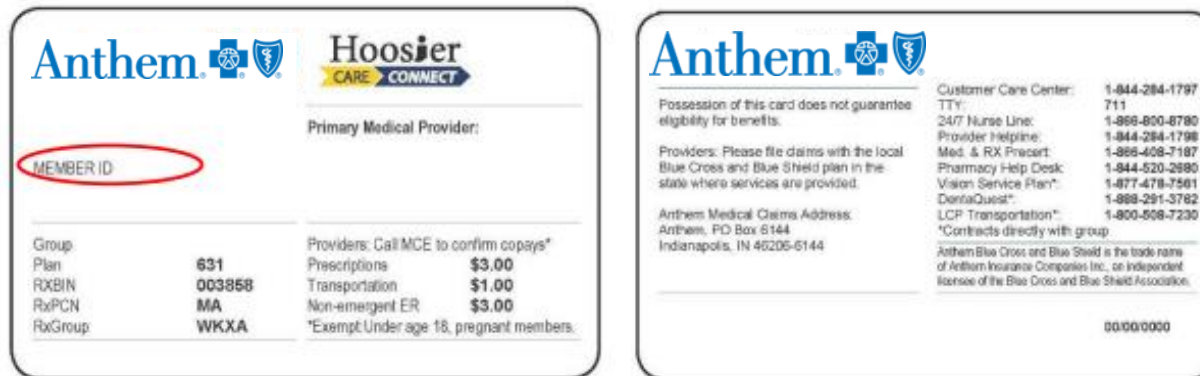 Anthem
Hoosier
CARE CONNECT
Primary Medical Provider:
MEMBER ID
Group
Plan 631
RXBIN 003858
RxPCN MA
RxGroup WKXA
Providers: Call MCE to confirm copays*
Prescriptions $3.00
Transportation $1.00
Non-emergent ER $3.00
*Exempt:Under age 18, pregnant members.
Anthem
Possession of this card does not guarantee
eligibility for benefits.
Providers: Please file claims with the local
Blue Cross and Blue Shield plan in the
state where services are provided.
Anthem Medical Claims Address:
Anthem, PO Box 6144
Indianapolis, IN 46206-6144
Customer Care Center: 1-844-284-1797
TTY: 711
24/7 Nurse Line: 1-866-800-8780
Provider Helpline: 1-844-284-1798
Med. & RX Precert: 1-866-408-7187
Pharmacy Help Desk: 1-844-520-2680
Vision Service Plan*: 1-877-478-7561
DentaQuest*: 1-888-291-3762
LCP Transportation*: 1-800-508-7230
*Contracts directly with group
Anthem Blue Cross and Blue Shield is the trade name
of Anthem Insurance Companies Inc., an independent
licensee of the Blue Cross and Blue Shield Association.
00/00/0000